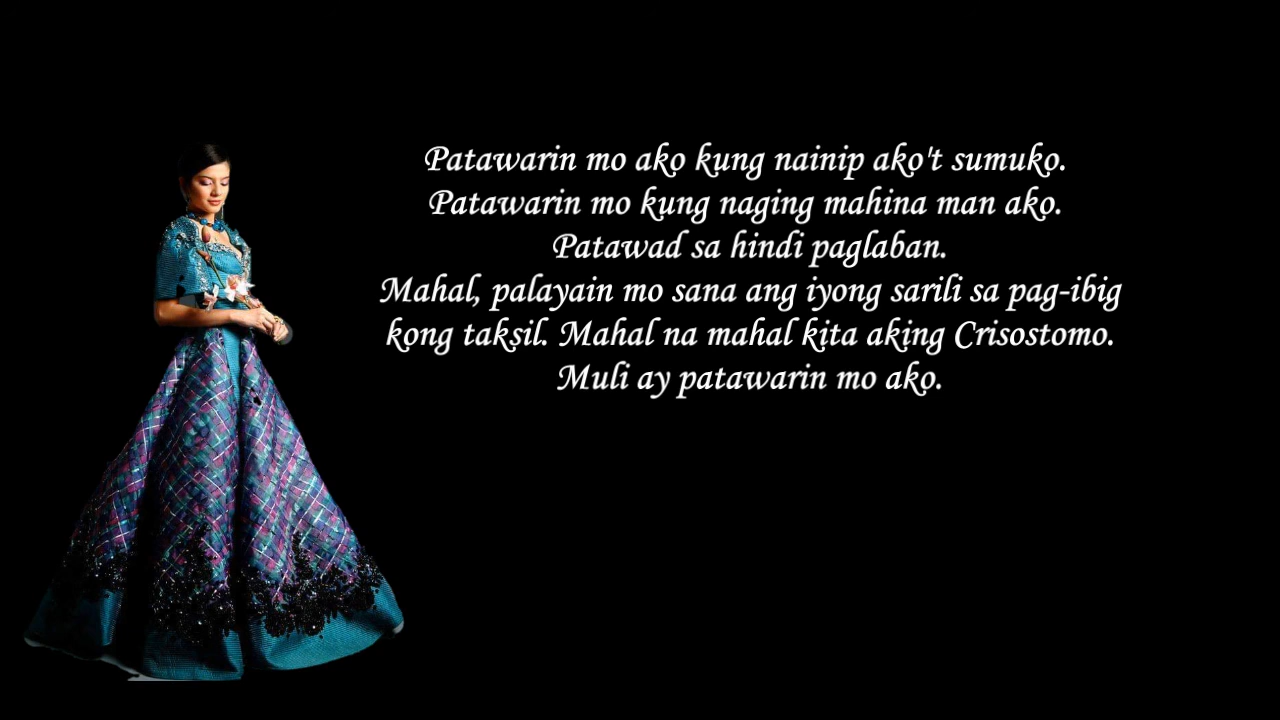 Patawarin mo ako kung nainip ako't sumuko.
Patawarin mo kung naging mahina man ako.
Patawad sa hindi paglaban.
Mahal, palayain mo sana ang iyong sarili sa pag-ibig
kong taksil. Mahal na mahal kita aking Crisostomo.
Muli ay patawarin mo ako.